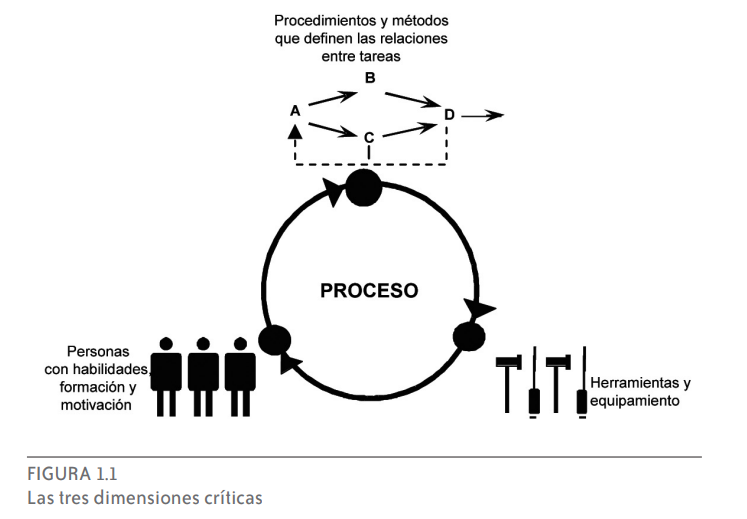 Procedimientos y métodos
que definen las relaciones
entre tareas
B
A
D
C
PROCESO
Personas
con habilidades,
formación y
motivación
Herramientas y
equipamiento
FIGURA 1.1
Las tres dimensiones críticas